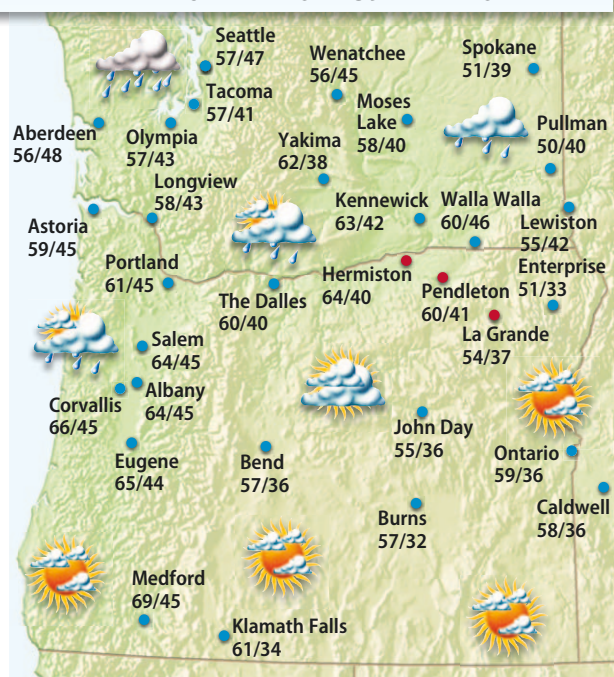 Seattle
57/47
Wenatchee
56/45
Spokane
51/39
Tacoma
57/41
Moses
Lake
58/40
Aberdeen
56/48
Olympia
57/43
Yakima
62/38
Pullman
50/40
Longview
58/43
Kennewick
63/42
Walla Walla
60/46
Lewiston
55/42
Astoria
59/45
Portland
61/45
The Dalles
60/40
Hermiston
64/40
Pendleton
60/41
Enterprise
51/33
La Grande
54/37
Salem
64/45
Albany
64/45
Corvallis
66/45
John Day
55/36
Eugene
65/44
Bend
57/36
Ontario
59/36
Caldwell
58/36
Burns
57/32
Medford
69/45
Klamath Falls
61/34